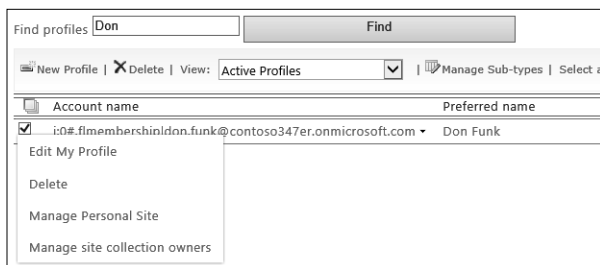 Find profiles Don Find
New Profile | Delete | View: Active Profiles | Manage Sub-types | Select a
Account name Preferred name
i:0#.f|membership|don.funk@contoso347er.onmicrosoft.com Don Funk
Edit My Profile
Delete
Manage Personal Site
Manage site collection owners